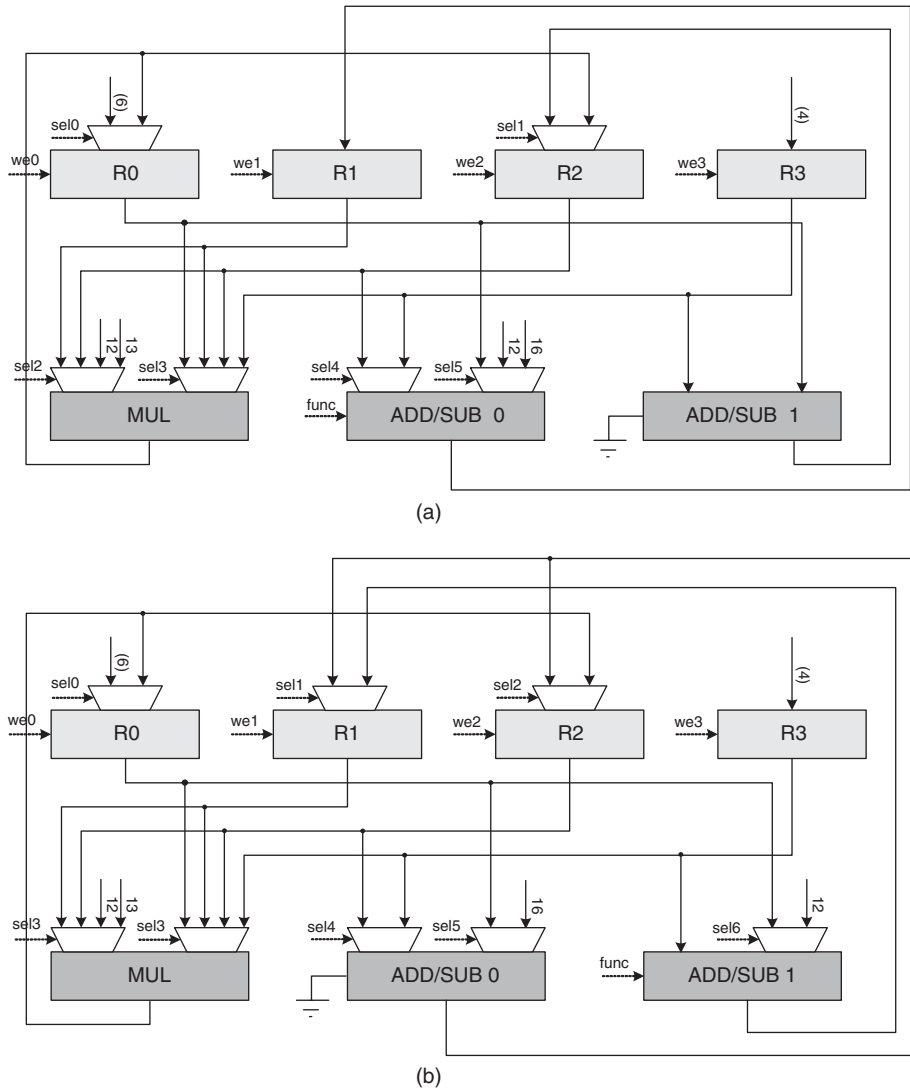 (6)
(4)
sel0
sel1
we0
R0
we1
R1
we2
R2
we3
R3
12
13
12
16
sel2
sel3
sel4
sel5
func
MUL
ADD/SUB 0
ADD/SUB 1
(a)
(6)
(4)
sel0
sel1
sel2
we0
R0
we1
R1
we2
R2
we3
R3
12
13
16
12
sel3
sel3
sel4
sel5
sel6
func
MUL
ADD/SUB 0
ADD/SUB 1
(b)